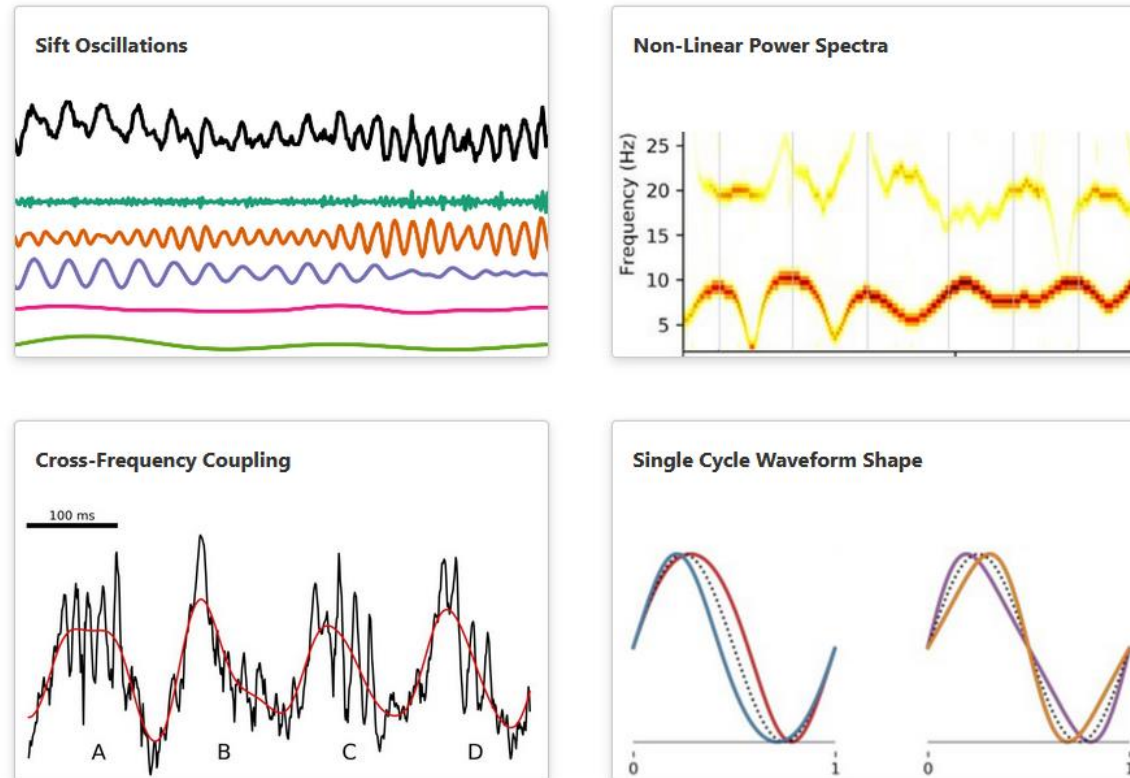 Sift Oscillations
Non-Linear Power Spectra
Frequency (Hz)
25
20
15
10
5
Cross-Frequency Coupling
100 ms
A B C D
Single Cycle Waveform Shape
0 1 0 1